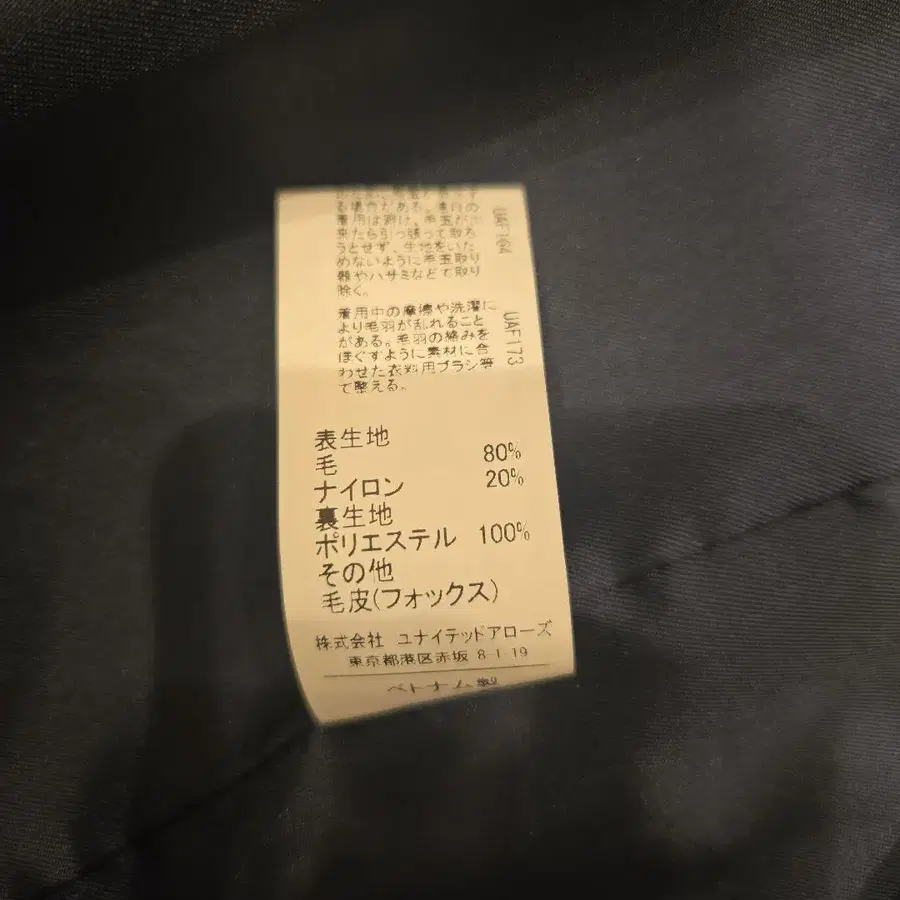 る場合がある。連日の
着用は避け、毛玉が出
来たら引っ張って取ろ
うとせず、生地をいた
めないように毛玉取り
器やハサミなどで取り
除く。
UAF164
着用中の摩擦や洗濯に
より毛羽が乱れること
がある。毛羽の絡みを
ほぐすように素材に合
わせた衣料用ブラシ等
で整える。
UAF173
表生地
毛 80%
ナイロン 20%
裏生地
ポリエステル 100%
その他
毛皮(フォックス)
株式会社 ユナイテッドアローズ
東京都港区赤坂 8-1-19
ベトナム製